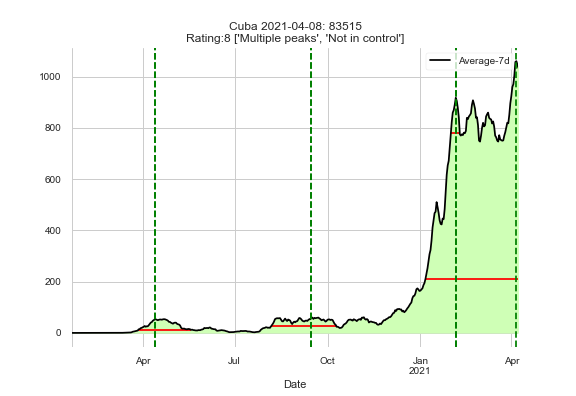 Cuba 2021-04-08: 83515
Rating:8 ['Multiple peaks', 'Not in control']
Average-7d
1000
800
600
400
200
0
Apr
Jul
Oct
Jan
2021
Apr
Date